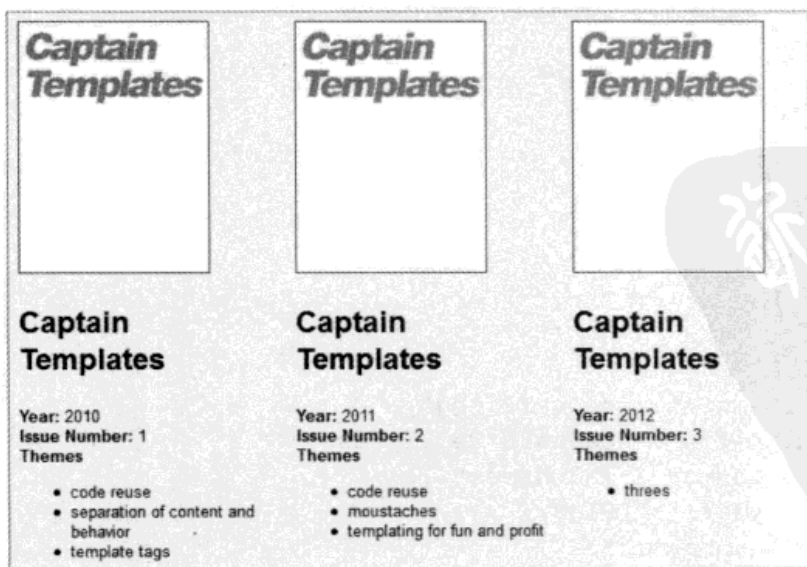 Captain
Templates
Captain
Templates
Year: 2010
Issue Number: 1
Themes
• code reuse
• separation of content and
behavior
• template tags
Captain
Templates
Captain
Templates
Year: 2011
Issue Number: 2
Themes
• code reuse
• moustaches
• templating for fun and profit
Captain
Templates
Captain
Templates
Year: 2012
Issue Number: 3
Themes
• threes